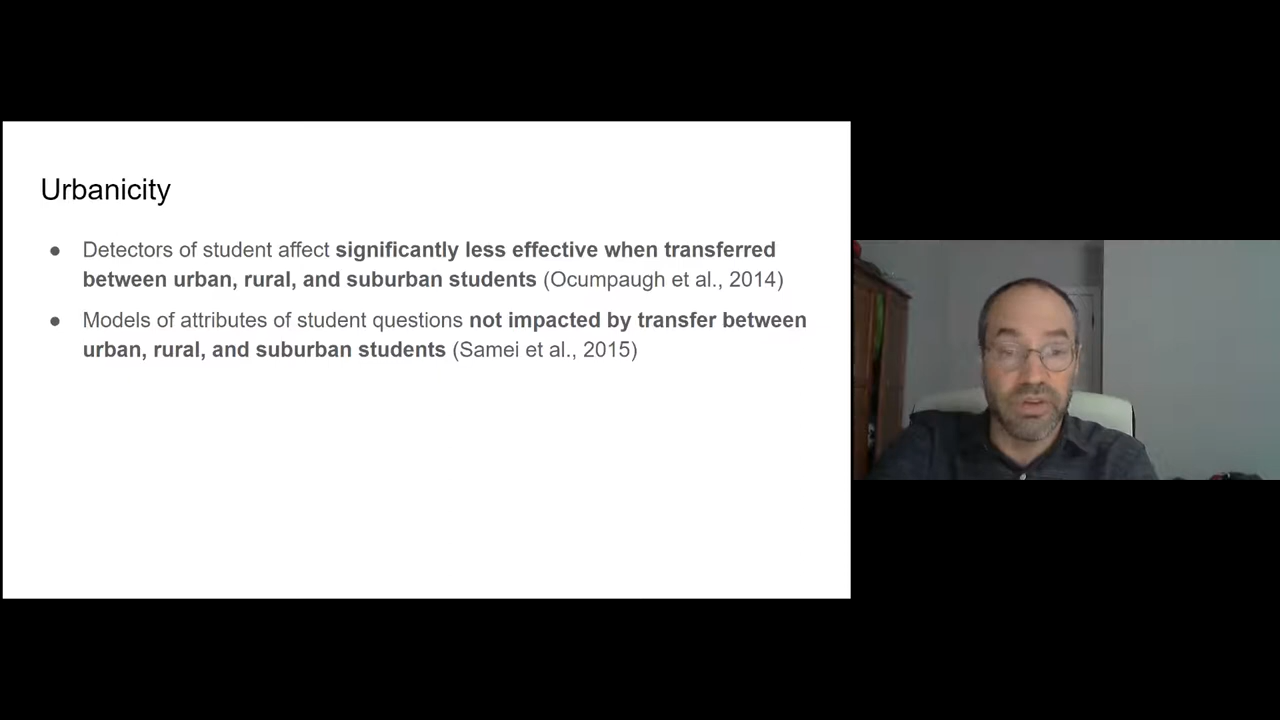 Urbanicity
● Detectors of student affect significantly less effective when transferred
between urban, rural, and suburban students (Ocumpaugh et al., 2014)
● Models of attributes of student questions not impacted by transfer between
urban, rural, and suburban students (Samei et al., 2015)